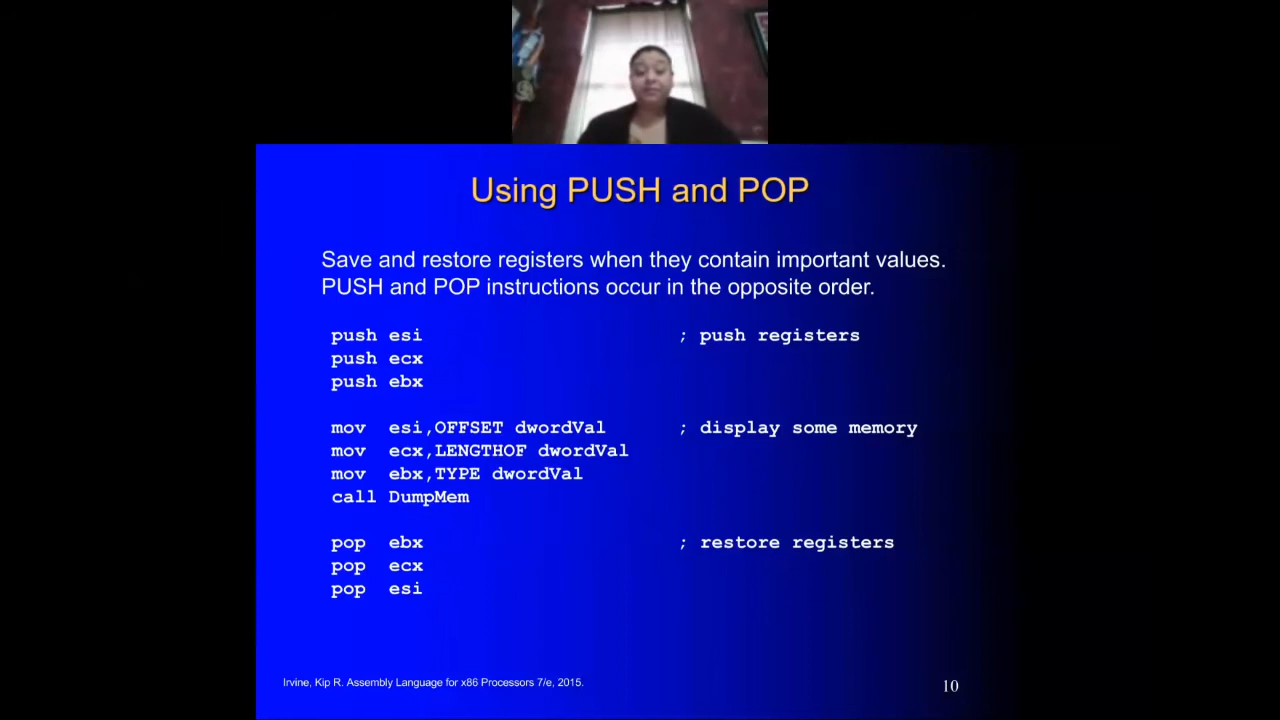 Using PUSH and POP
Save and restore registers when they contain important values.
PUSH and POP instructions occur in the opposite order.
push esi ; push registers
push ecx
push ebx
mov esi,OFFSET dwordVal ; display some memory
mov ecx,LENGTHOF dwordVal
mov ebx,TYPE dwordVal
call DumpMem
pop ebx ; restore registers
pop ecx
pop esi
Irvine, Kip R. Assembly Language for x86 Processors 7/e, 2015.
10